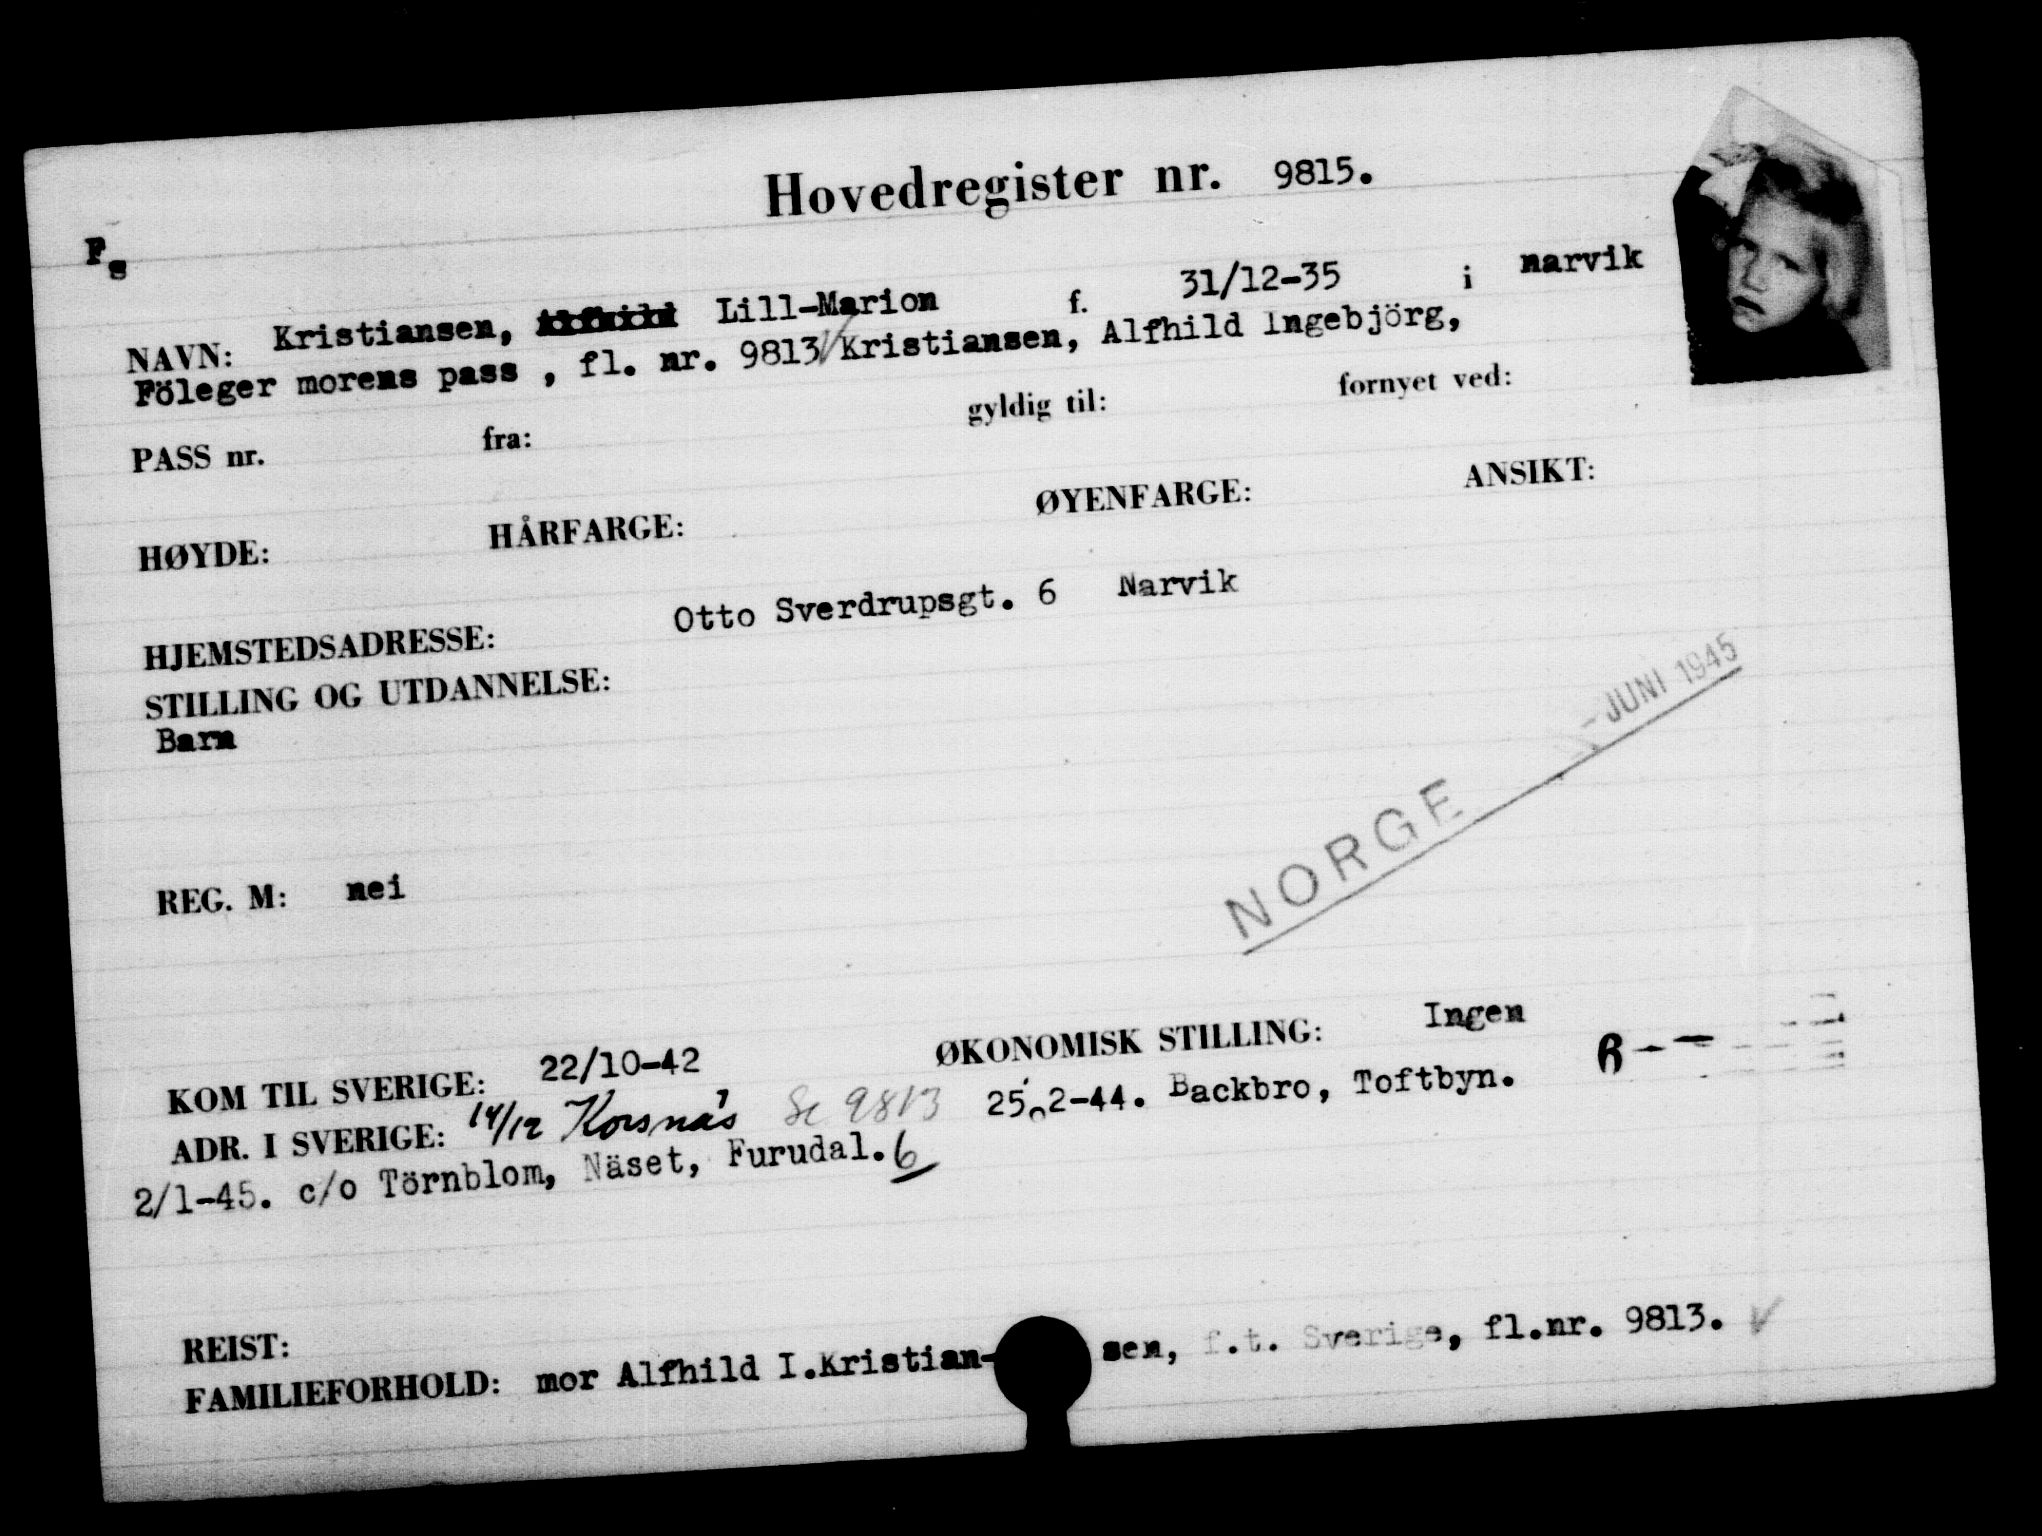 Hovedregister nr. 9815.
Fs
NAVN: Kristiansen, Lill-Marion f. 31/12-35 i narvik
Föleger morens pass , fl. nr. 9813 Kristiansen, Alfhild Ingebjörg,
PASS nr. fra: gyldig til: fornyet ved:
HØYDE: HÅRFARGE: ØYENFARGE: ANSIKT:
HJEMSTEDSADRESSE: Otto Sverdrupsgt. 6 Narvik
STILLING OG UTDANNELSE:
Barn
- JUNI 1945
NORGE
REG. M: nei
KOM TIL SVERIGE: 22/10-42 ØKONOMISK STILLING: Ingen
ADR. I SVERIGE: 14/12 Korsnäs Se 9813 25.2-44. Backbro, Toftbyn. B--
2/1-45. c/o Törnblom, Näset, Furudal. 6
REIST:
FAMILIEFORHOLD: mor Alfhild I.Kristian-sen, f.t. Sverige, fl.nr. 9813.